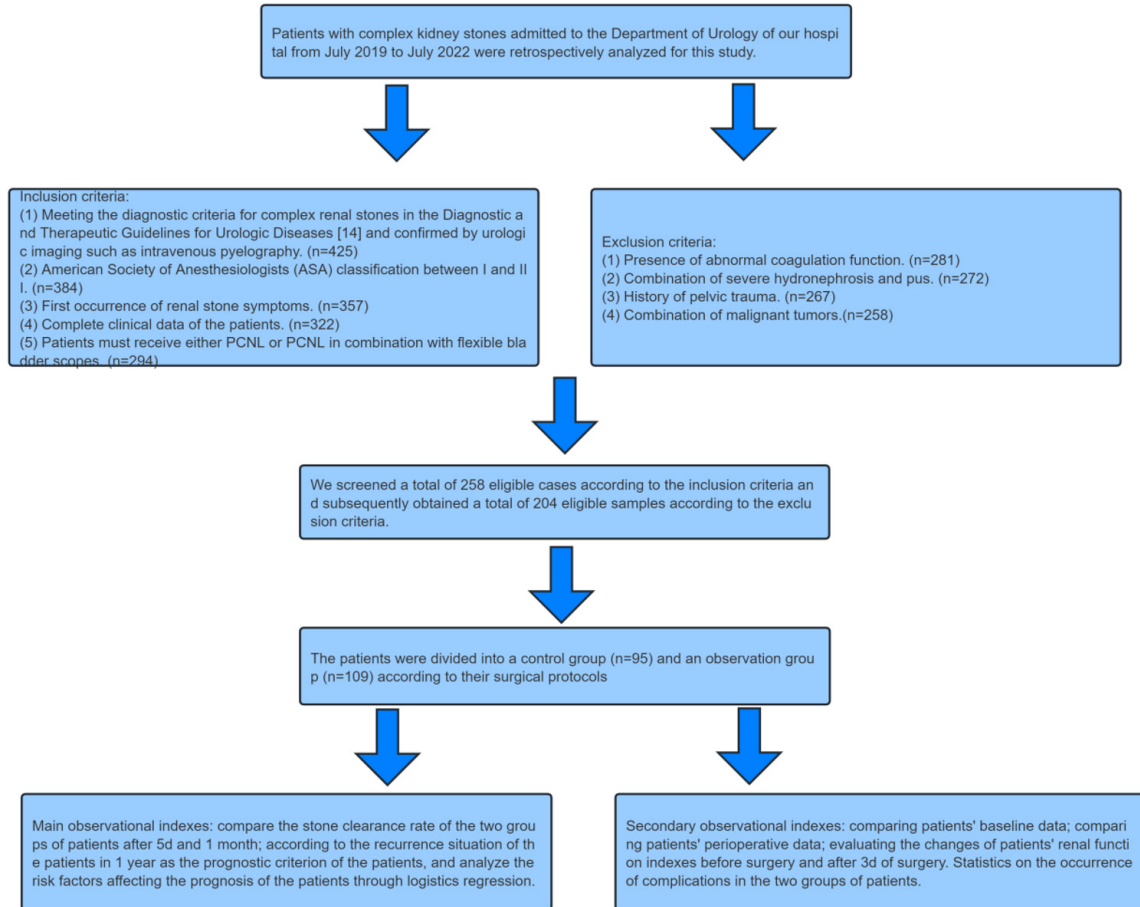 Patients with complex kidney stones admitted to the Department of Urology of our hospi
tal from July 2019 to July 2022 were retrospectively analyzed for this study.
Inclusion criteria:
(1) Meeting the diagnostic criteria for complex renal stones in the Diagnostic a
nd Therapeutic Guidelines for Urologic Diseases [14] and confirmed by urologi
c imaging such as intravenous pyelography. (n=425)
(2) American Society of Anesthesiologists (ASA) classification between I and II
I. (n=384)
(3) First occurrence of renal stone symptoms. (n=357)
(4) Complete clinical data of the patients. (n=322)
(5) Patients must receive either PCNL or PCNL in combination with flexible bla
dder scopes. (n=294)
Exclusion criteria:
(1) Presence of abnormal coagulation function. (n=281)
(2) Combination of severe hydronephrosis and pus. (n=272)
(3) History of pelvic trauma. (n=267)
(4) Combination of malignant tumors.(n=258)
We screened a total of 258 eligible cases according to the inclusion criteria an
d subsequently obtained a total of 204 eligible samples according to the exclu
sion criteria.
The patients were divided into a control group (n=95) and an observation grou
p (n=109) according to their surgical protocols
Main observational indexes: compare the stone clearance rate of the two grou
ps of patients after 5d and 1 month; according to the recurrence situation of th
e patients in 1 year as the prognostic criterion of the patients, and analyze the
risk factors affecting the prognosis of the patients through logistics regression.
Secondary observational indexes: comparing patients' baseline data; compari
ng patients' perioperative data; evaluating the changes of patients' renal functi
on indexes before surgery and after 3d of surgery. Statistics on the occurrence
of complications in the two groups of patients.